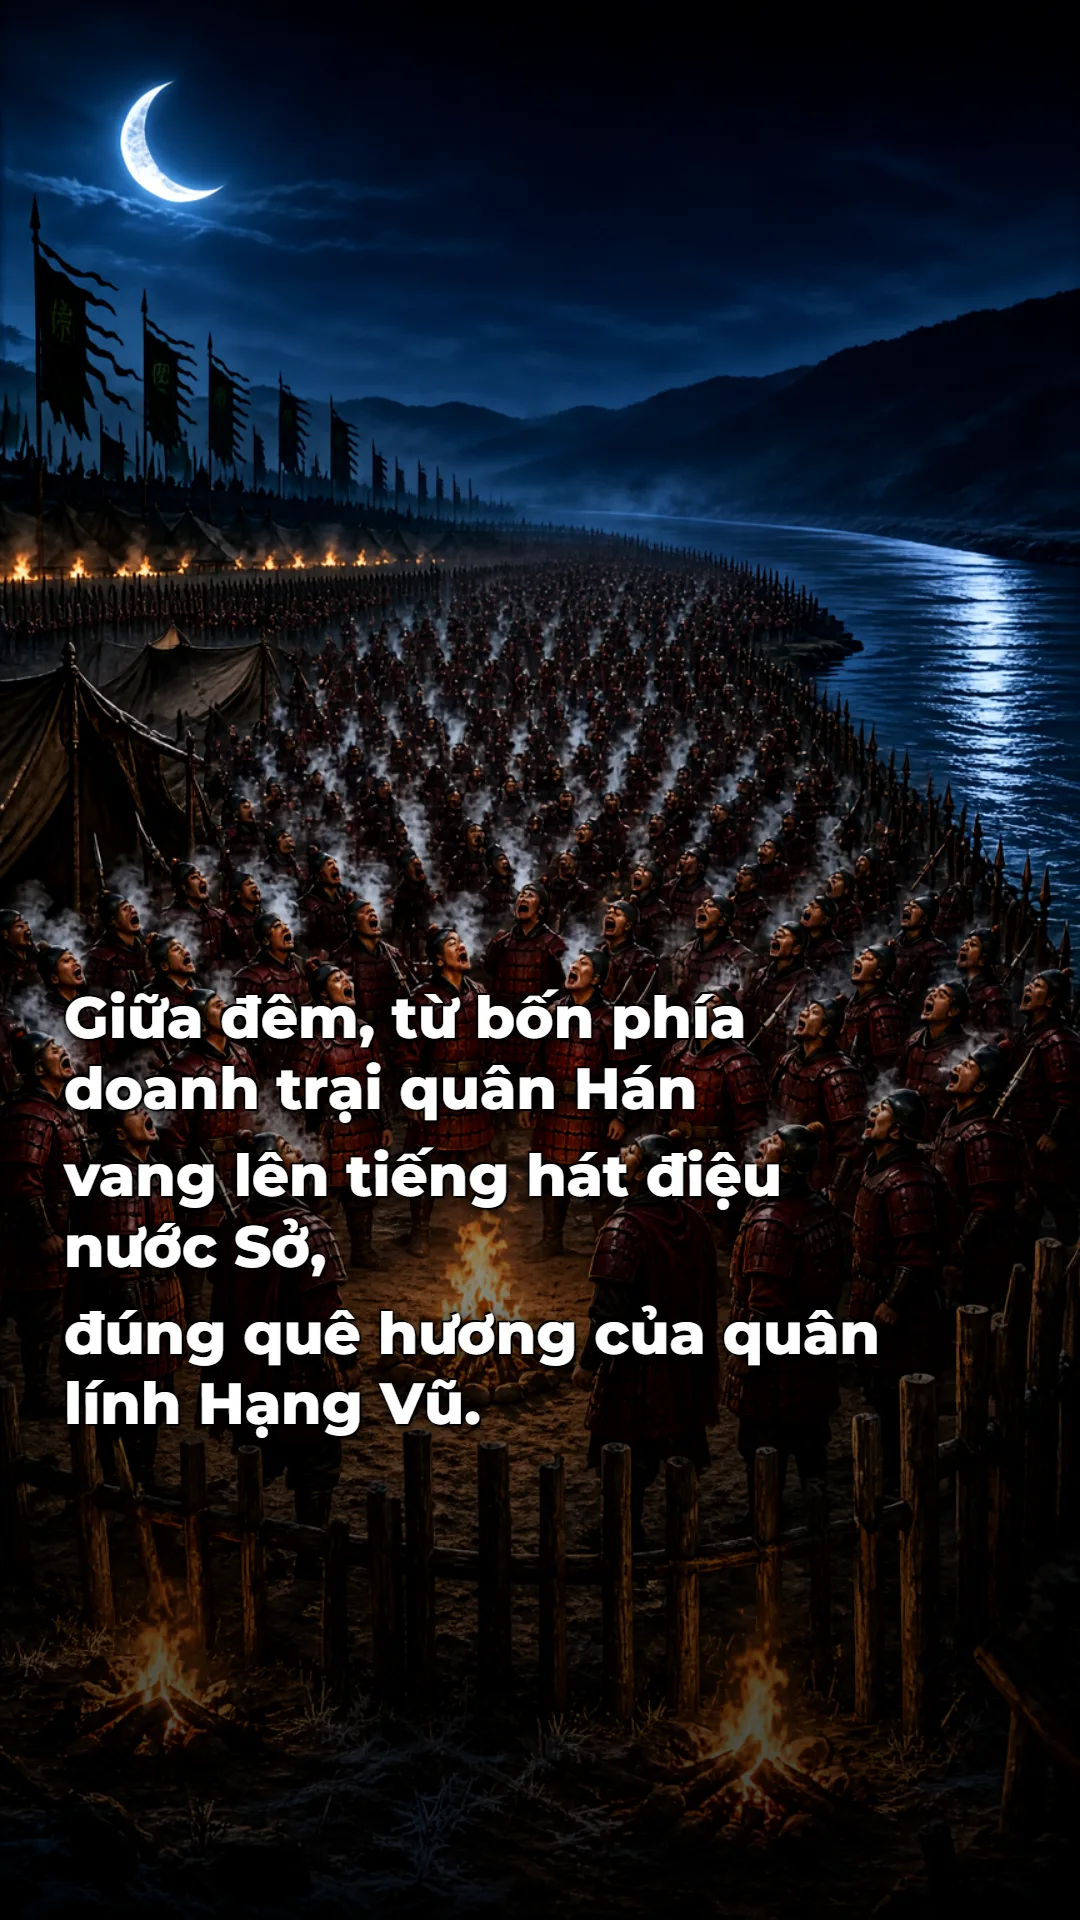 Giữa đêm, từ bốn phía
doanh trại quân Hán
vang lên tiếng hát điệu
nước Sở,
đúng quê hương của quân
lính Hạng Vũ.